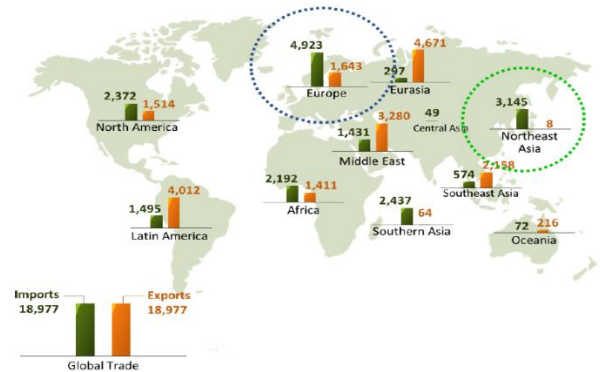 4,923
1,643
Europe
297
4,671
Eurasia
2,372
1,514
North America
49
Central Asia
3,145
8
Northeast
Asia
1,431
3,280
Middle East
574
2,158
Southeast Asia
2,192
1,411
Africa
2,437
64
Southern Asia
1,495
4,012
Latin America
72
216
Oceania
Imports
18,977
Exports
18,977
Global Trade